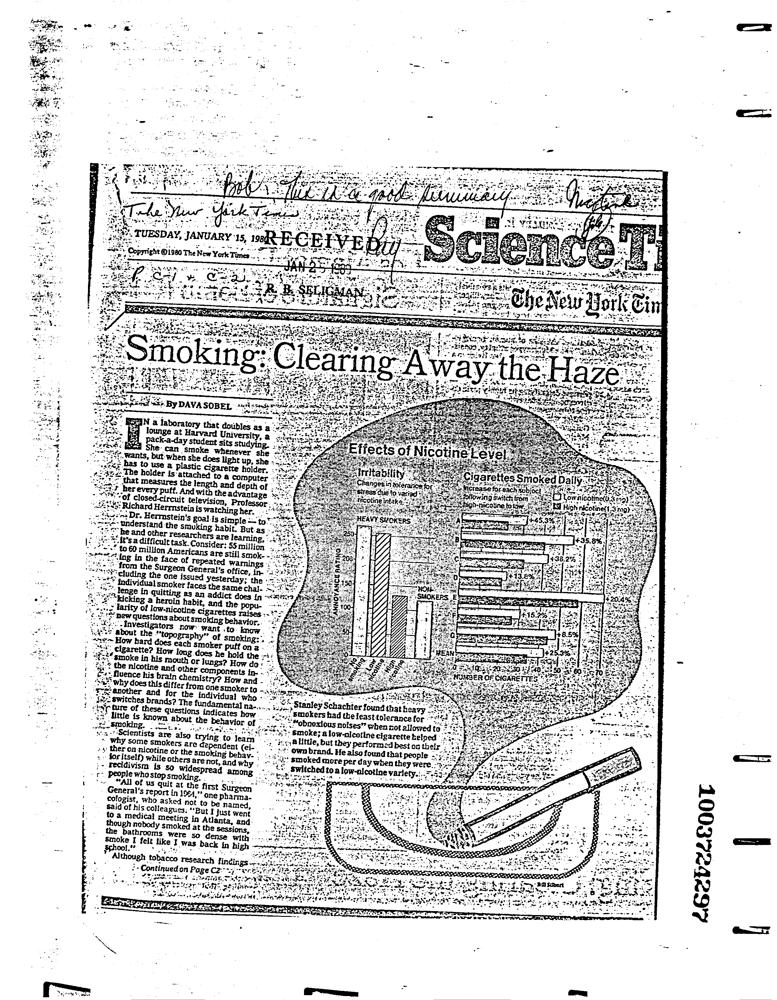 Bob, This is a good summary
The New York Times
TUESDAY, JANUARY 15, 198
RECEIVED
Copyright ©1980 The New York Times
R. B. SELIGMAN
Science Ti
The New York Tim
Smoking: Clearing Away the Haze
By DAVA SOBEL
IN a laboratory that doubles as a
lounge at Harvard University, a
pack-a-day student sits studying.
She can smoke whenever she
wants, but when she does light up, she
has to use a plastic cigarette holder.
The holder is attached to a computer
that measures the length and depth of
her every puff. And with the advantage
of closed-circuit television, Professor
Richard Herrnstein is watching her.
Dr. Herrnstein's goal is simple — to
understand the smoking habit. But as
he and other researchers are learning,
it's a difficult task. Consider: 55 million
to 60 million Americans are still smok-
ing in the face of repeated warnings
from the Surgeon General's office, in-
cluding the one issued yesterday; the
individual smoker faces the same chal-
lenge in quitting as an addict does in
kicking a heroin habit, and the popu-
larity of low-nicotine cigarettes raises
new questions about smoking behavior.
Investigators now want to know
about the "topography" of smoking:
How hard does each smoker puff on a
cigarette? How long does he hold the
smoke in his mouth or lungs? How do
the nicotine and other components in-
fluence his brain chemistry? How and
why does this differ from one smoker to
another and for the individual who
switches brands? The fundamental na-
ture of these questions indicates how
little is known about the behavior of
smoking.
Scientists are also trying to learn
why some smokers are dependent (ei-
ther on nicotine or the smoking behav-
ior itself) while others are not, and why
recidivism is so widespread among
people who stop smoking.
"All of us quit at the first Surgeon
General's report in 1964," one pharma-
cologist, who asked not to be named,
said of his colleagues. "But I just went
to a medical meeting in Atlanta, and
though nobody smoked at the sessions,
the bathrooms were so dense with
smoke I felt like I was back in high
school."
Although tobacco research findings
Continued on Page C2
Effects of Nicotine Level
Irritability
Changes in tolerance for
stress due to varied
nicotine intake
HEAVY SMOKERS
NON-
SMOKERS
Cigarettes Smoked Daily
Increase for each subject
following switch from
high-nicotine to low.
Low nicotine (0.3 mg)
High nicotine (1.3 mg)
+45.3%
+35.8%
+38.2%
+13.8%
+20.4%
+8.5%
MEAN
+25.3%
NUMBER OF CIGARETTES
Stanley Schachter found that heavy
smokers had the least tolerance for
"obnoxious noises" when not allowed to
smoke; a low-nicotine cigarette helped
a little, but they performed best on their
own brand. He also found that people
smoked more per day when they were
switched to a low-nicotine variety.
1003724297